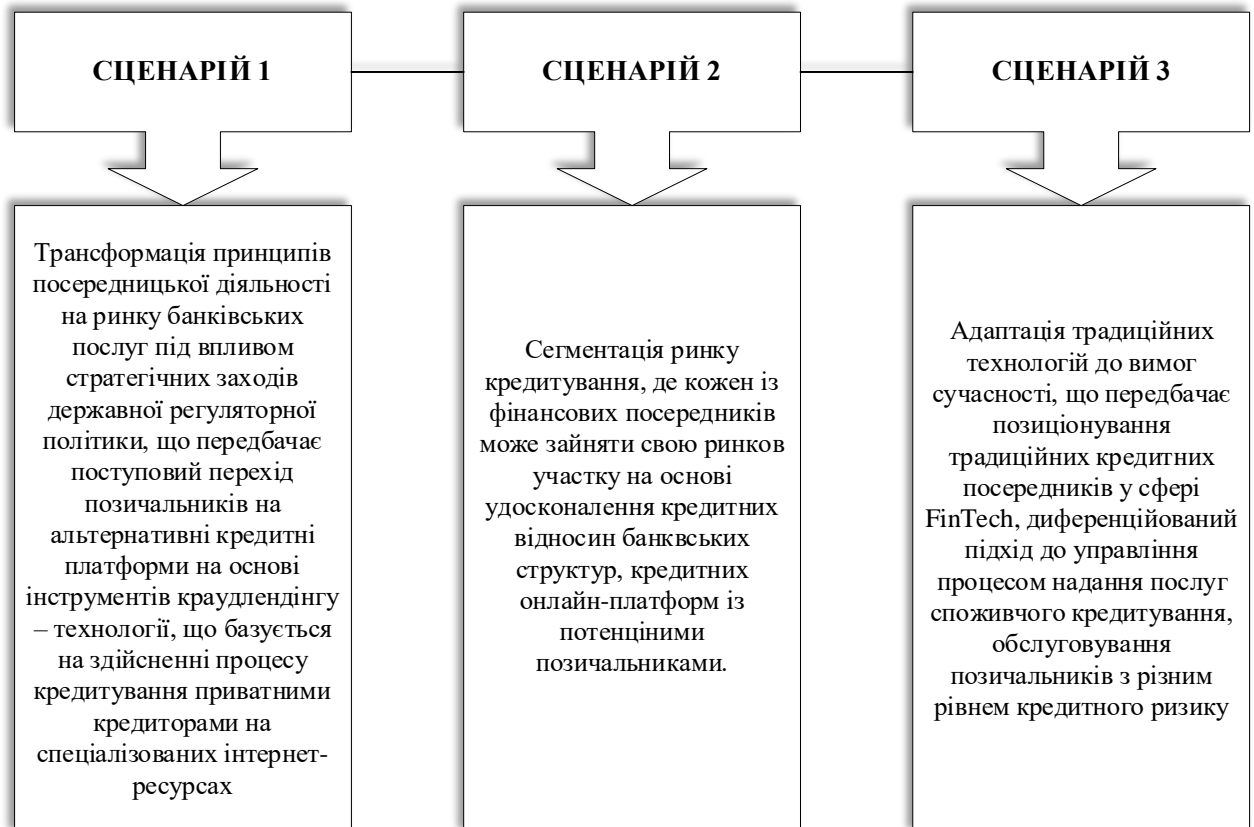 СЦЕНАРІЙ 1
СЦЕНАРІЙ 2
СЦЕНАРІЙ 3
Трансформація принципів
посередницької діяльності
на ринку банківських
послуг під впливом
стратегічних заходів
державної регуляторної
політики, що передбачає
поступовий перехід
позичальників на
альтернативні кредитні
платформи на основі
інструментів краудлендінгу
– технології, що базується
на здійсненні процесу
кредитування приватними
кредиторами на
спеціалізованих інтернет-
ресурсах
Сегментація ринку
кредитування, де кожен із
фінансових посередників
може зайняти свою ринков
участку на основі
удосконалення кредитних
відносин банквських
структур, кредитних
онлайн-платформ із
потенціними
позичальниками.
Адаптація традиційних
технологій до вимог
сучасності, що передбачає
позиціонування
традиційних кредитних
посередників у сфері
FinTech, диференційований
підхід до управління
процесом надання послуг
споживчого кредитування,
обслуговування
позичальників з різним
рівнем кредитного ризику